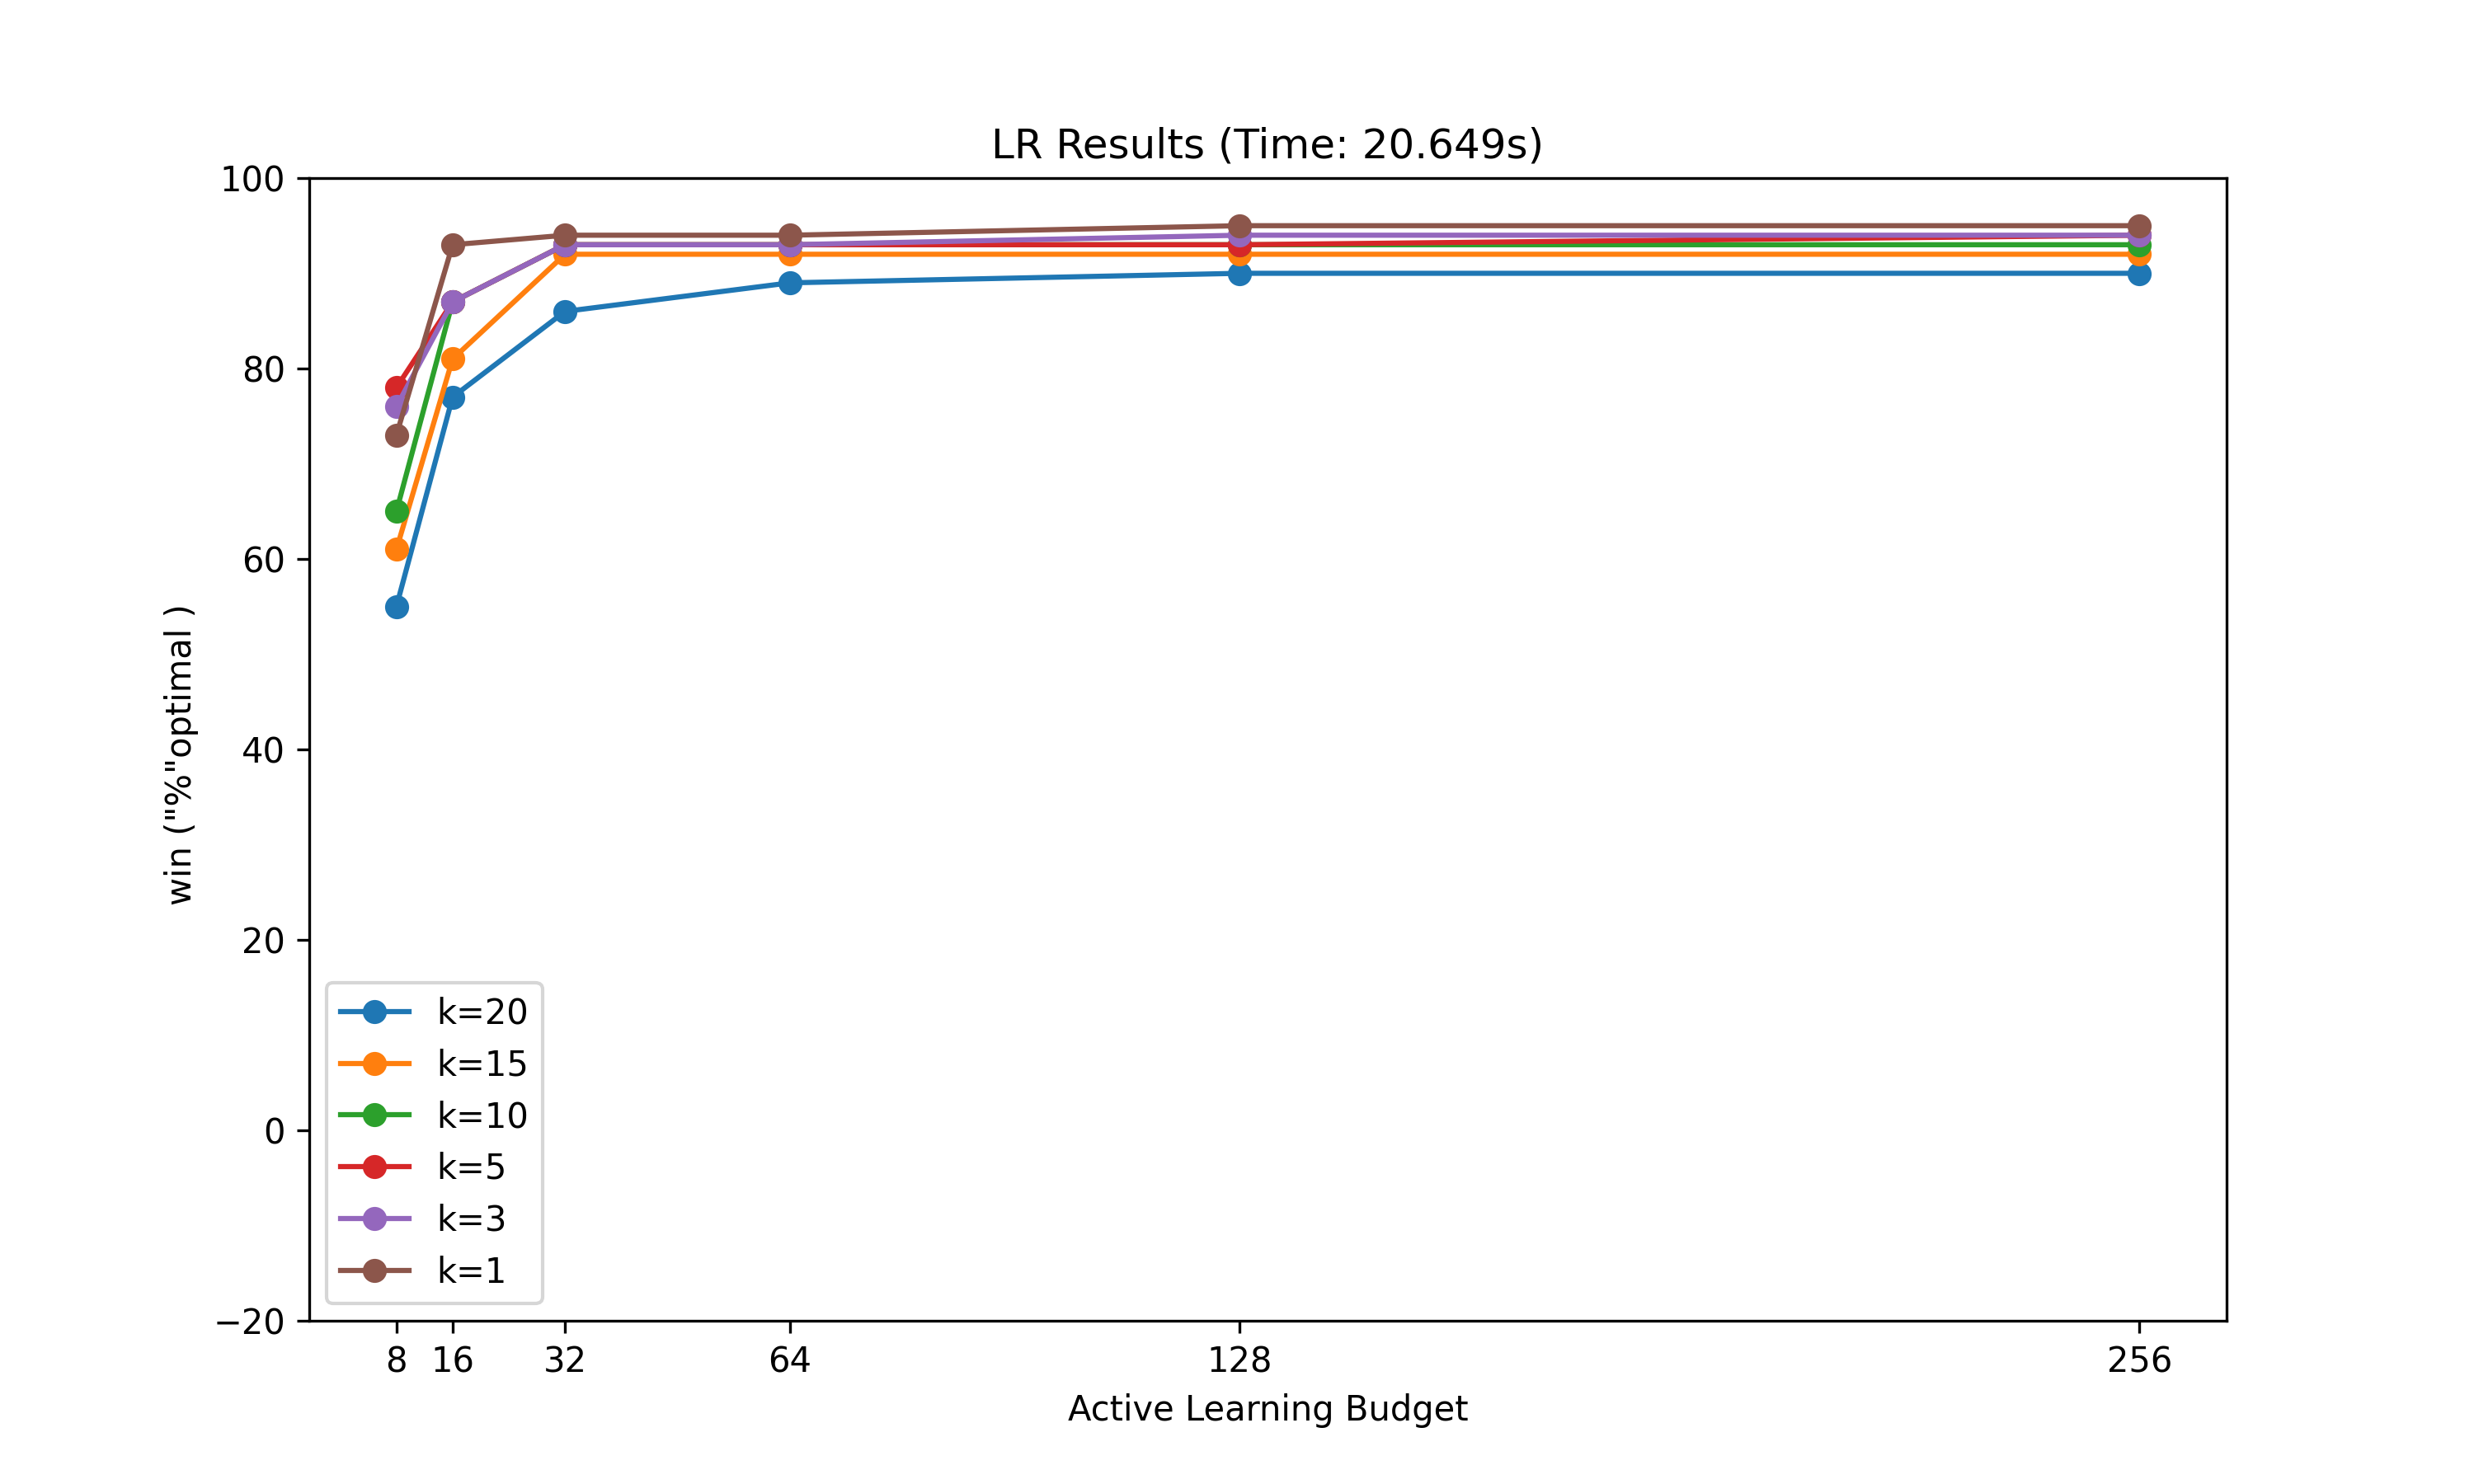 LR Results (Time: 20.649s)
100
80
60
40
20
0
−20
win ("%"optimal )
k=20
k=15
k=10
k=5
k=3
k=1
8 16 32 64 128 256
Active Learning Budget